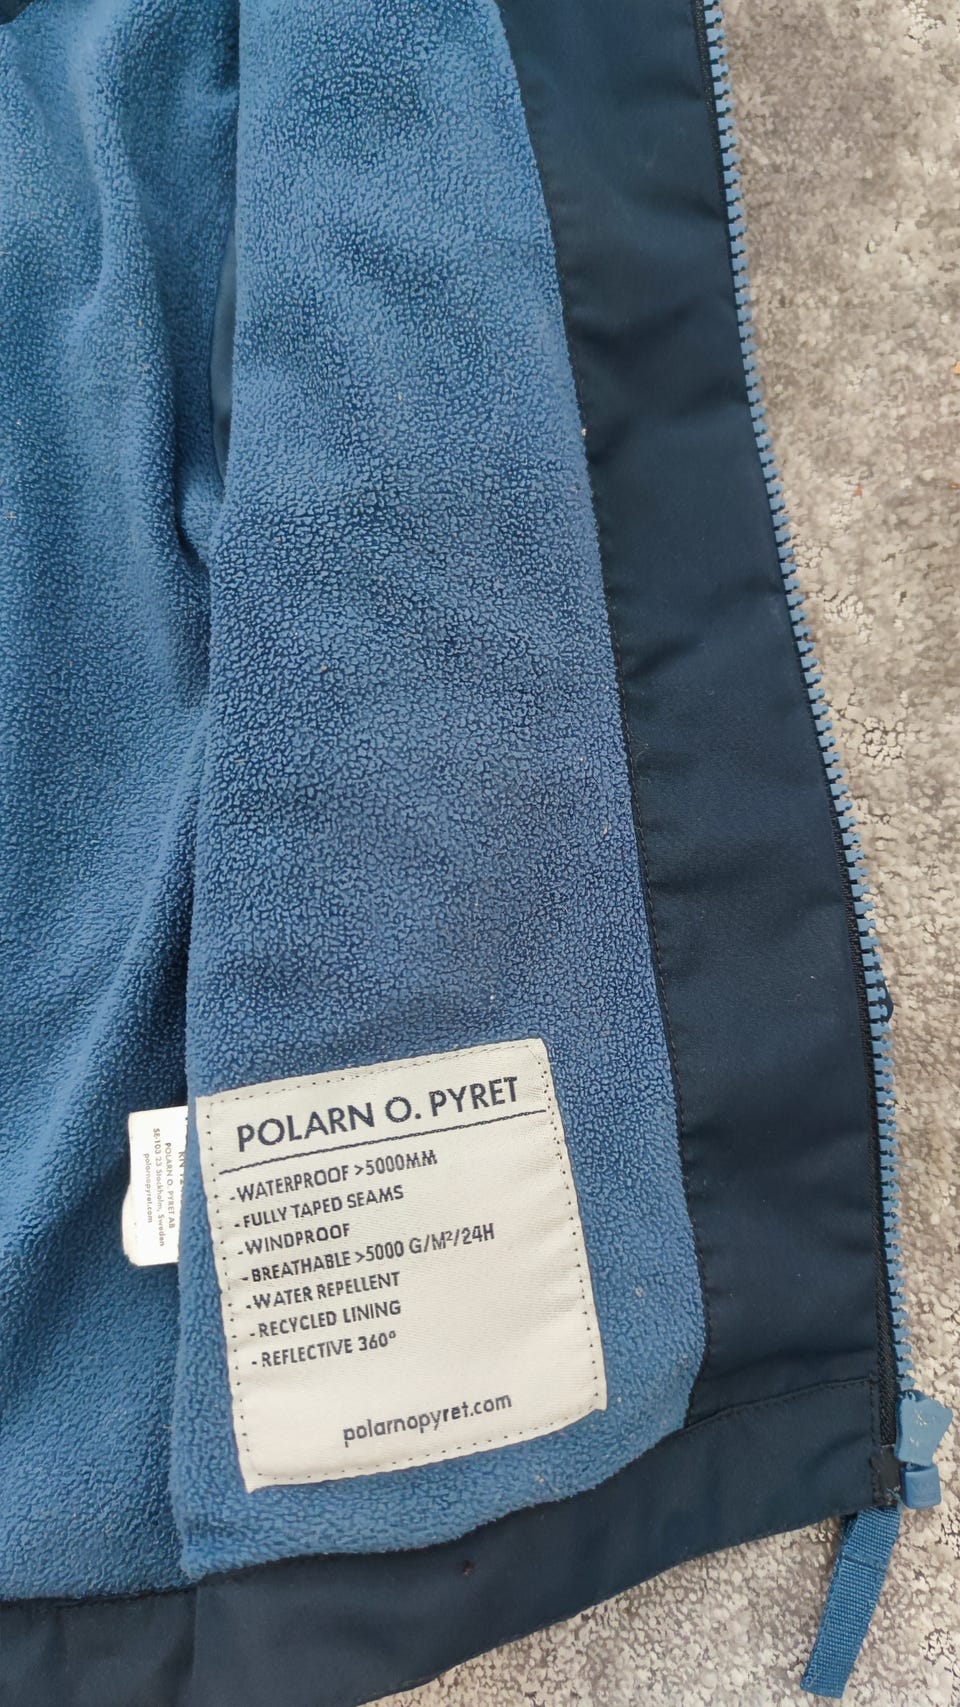 POLARN O. PYRET
-WATERPROOF >5000MM
-FULLY TAPED SEAMS
-WINDPROOF
-BREATHABLE >5000 G/M²/24H
-WATER REPELLENT
-RECYCLED LINING
-REFLECTIVE 360°
polarnopyret.com
POLARN O. PYRET AB
SE-103 23 Stockholm, Sweden
polarnopyret.com